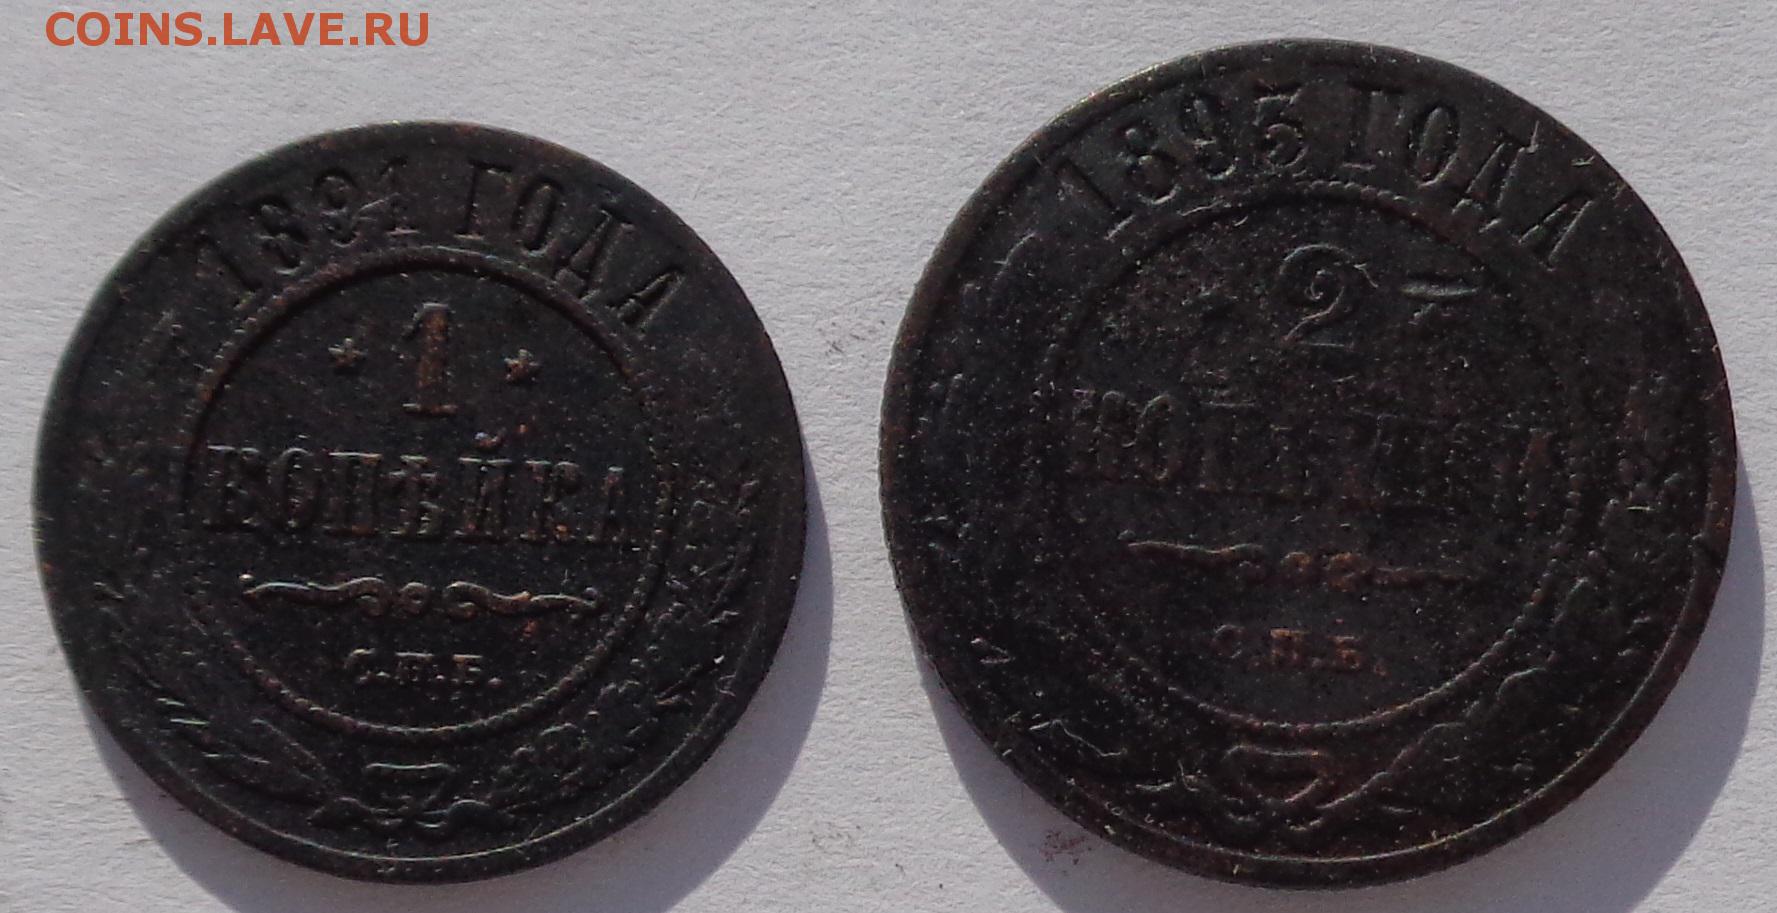 COINS.LAVE.RU
1891 ГОДА
1
КОПѢЙКА
С.П.Б.
1895 ГОДА
2
КОПѢЙКИ
С.П.Б.